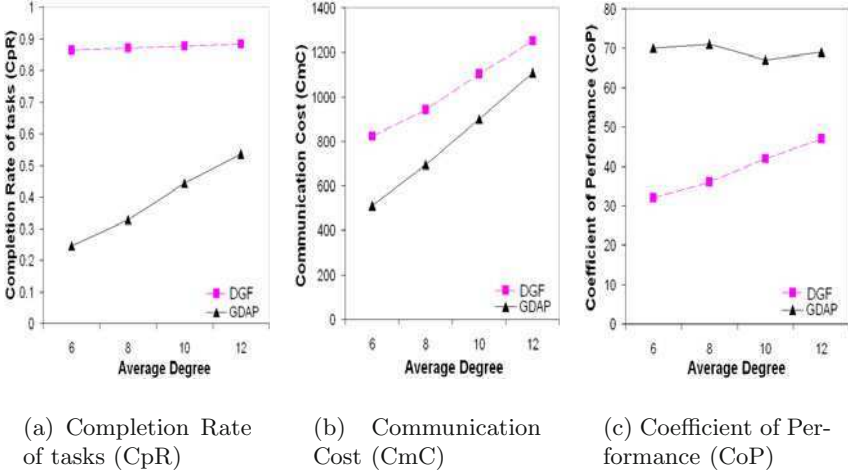 Completion Rate of tasks (CpR)
1
0.9
0.8
0.7
0.6
0.5
0.4
0.3
0.2
0.1
0
DGF
GDAP
6 8 10 12
Average Degree
Communication Cost (CmC)
1400
1200
1000
800
600
400
200
0
DGF
GDAP
6 8 10 12
Average Degree
Coefficient of Performance (CoP)
80
70
60
50
40
30
20
10
0
DGF
GDAP
6 8 10 12
Average Degree
(a) Completion Rate
of tasks (CpR)
(b) Communication
Cost (CmC)
(c) Coefficient of Per-
formance (CoP)